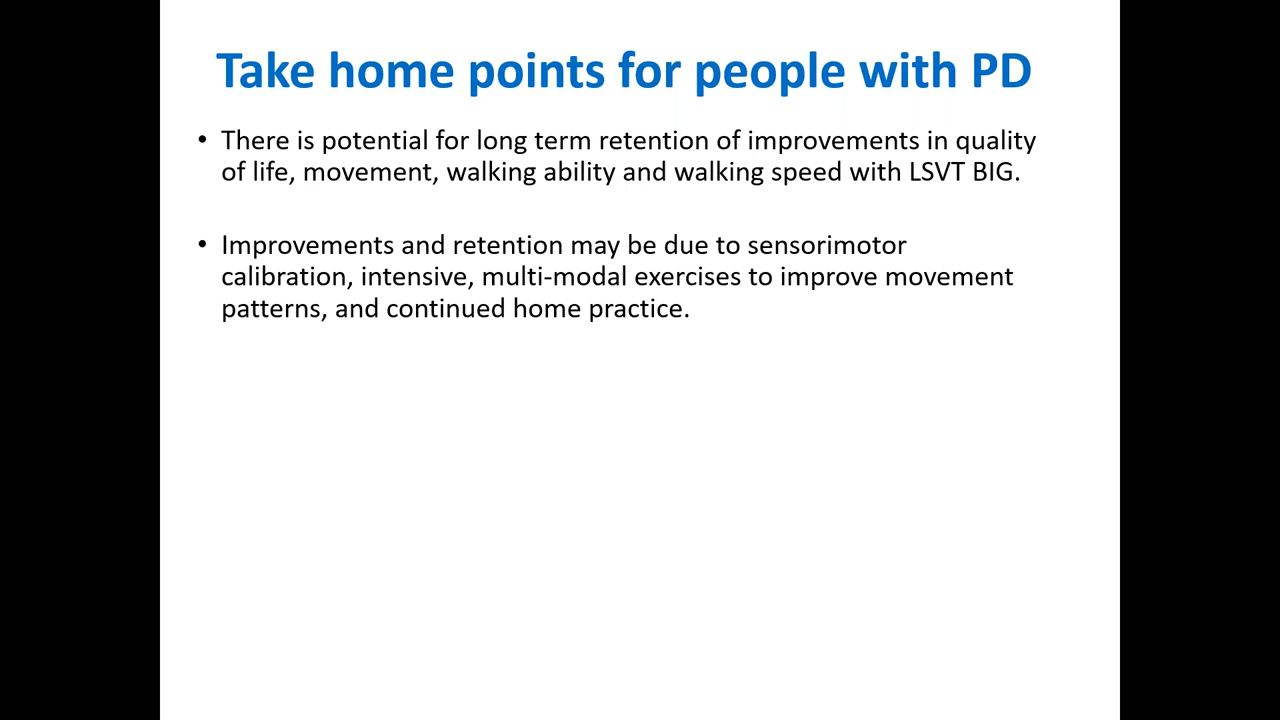 Take home points for people with PD
• There is potential for long term retention of improvements in quality
of life, movement, walking ability and walking speed with LSVT BIG.
• Improvements and retention may be due to sensorimotor
calibration, intensive, multi-modal exercises to improve movement
patterns, and continued home practice.